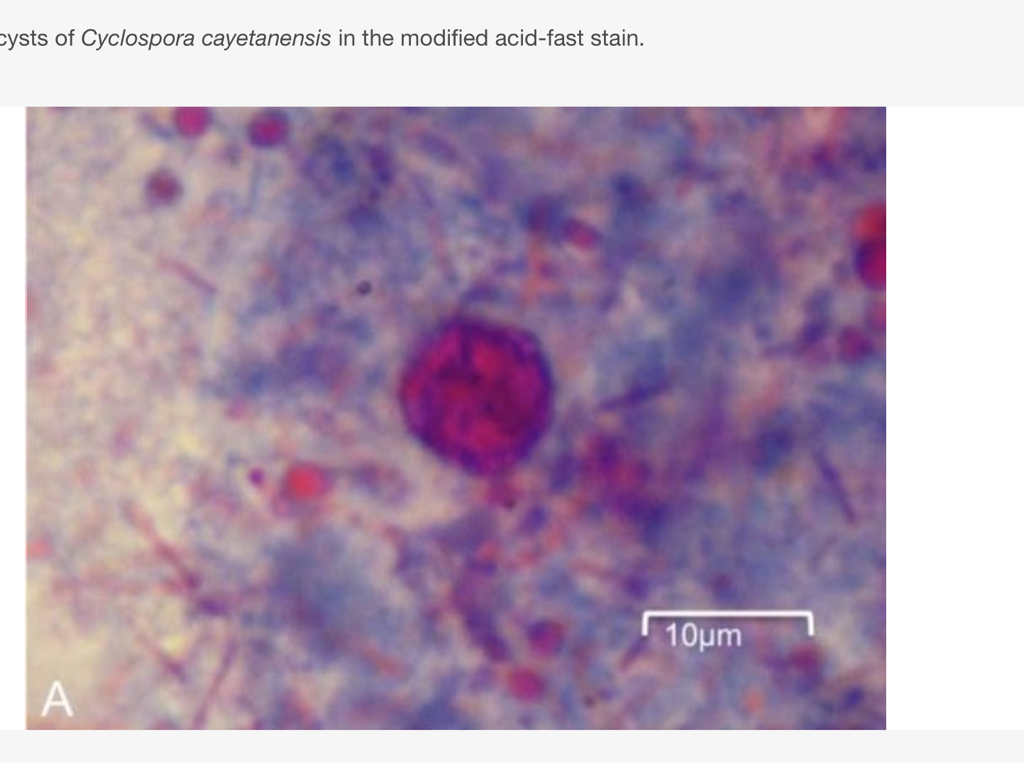 cysts of Cyclospora cayetanensis in the modified acid-fast stain.
10µm
A